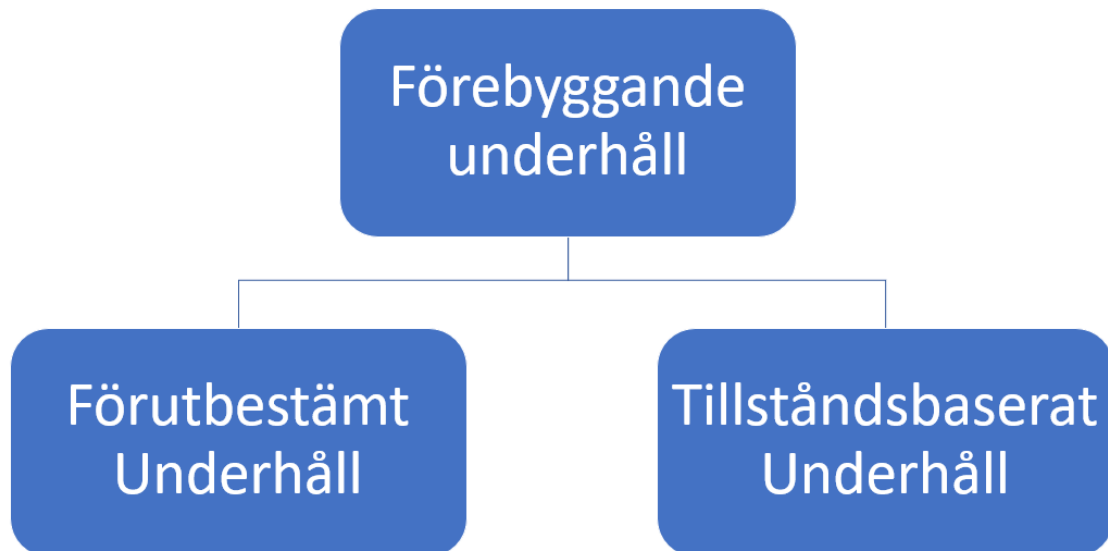 Förebyggande
underhåll
Förutbestämt
Underhåll
Tillståndsbaserat
Underhåll